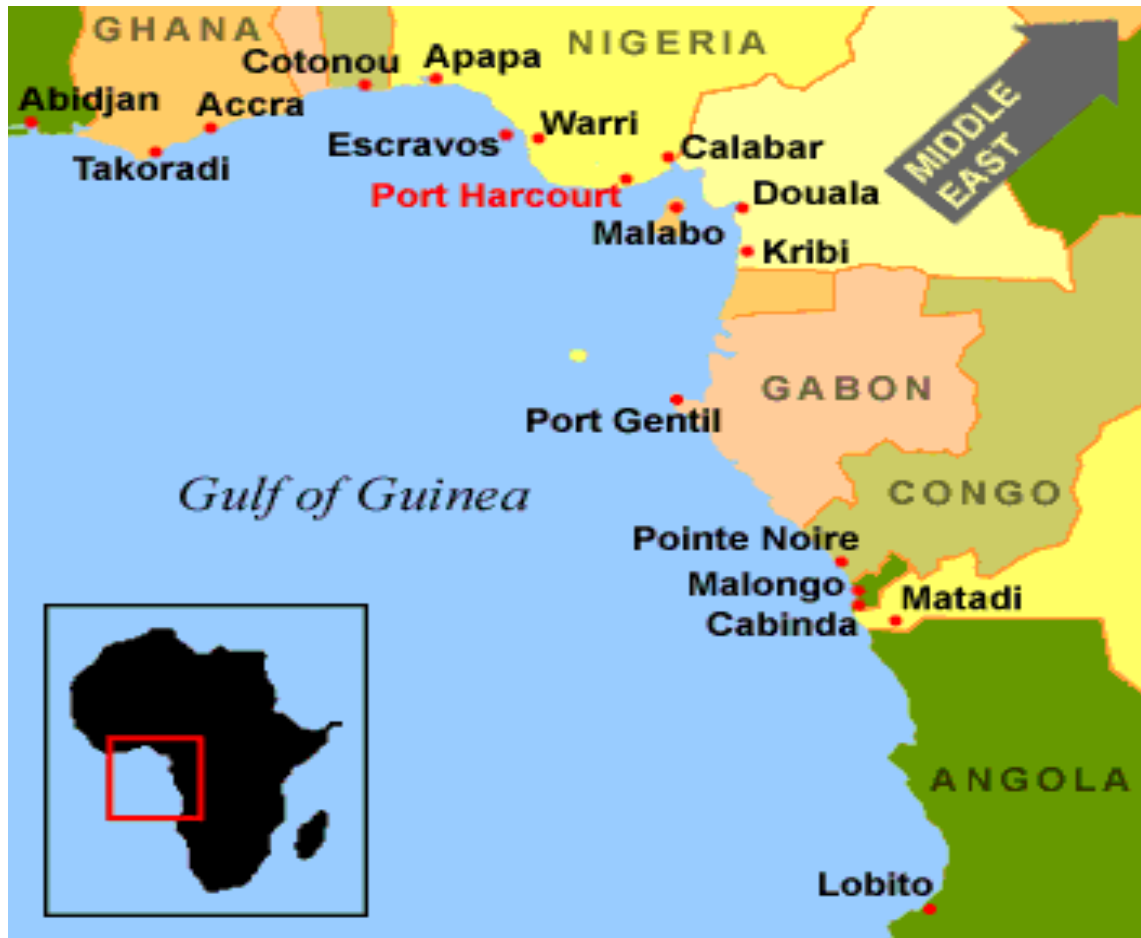 GHANA
NIGERIA
Cotonou
Apapa
Abidjan
Accra
MIDDLE
EAST
Takoradi
Escravos
Warri
Calabar
Port Harcourt
Douala
Malabo
Kribi
GABON
Port Gentil
Gulf of Guinea
CONGO
Pointe Noire
Malongo
Matadi
Cabinda
ANGOLA
Lobito